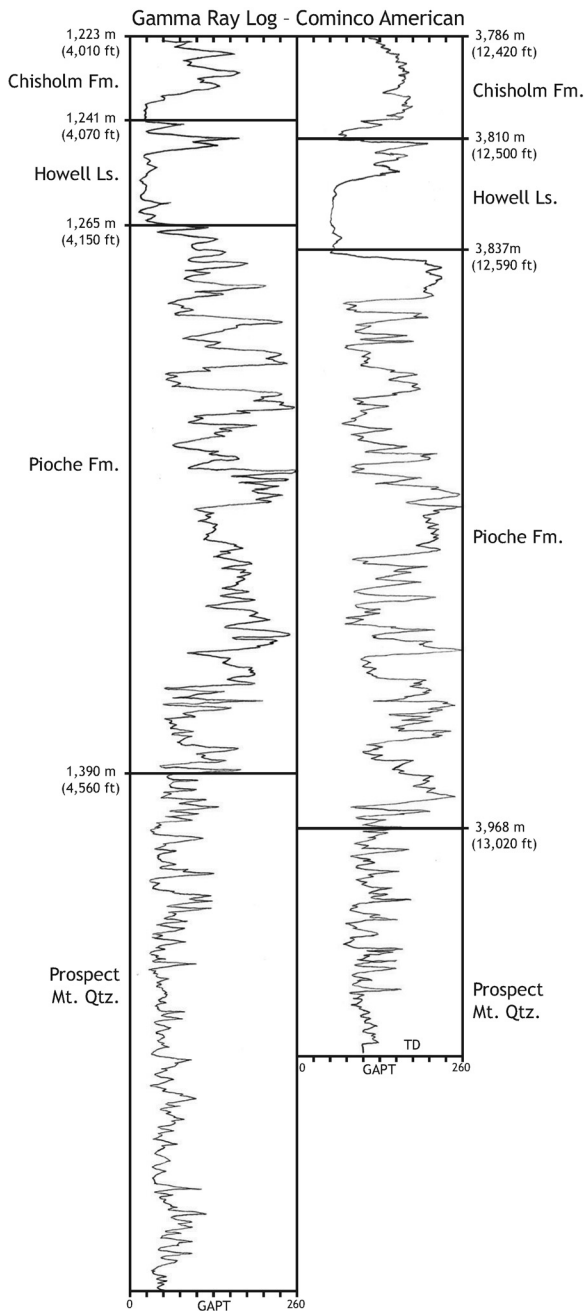 Gamma Ray Log – Cominco American
1,223 m
(4,010 ft)
Chisholm Fm.
1,241 m
(4,070 ft)
Howell Ls.
1,265 m
(4,150 ft)
Pioche Fm.
1,390 m
(4,560 ft)
Prospect
Mt. Qtz.
0
GAPT
260
3,786 m
(12,420 ft)
Chisholm Fm.
3,810 m
(12,500 ft)
Howell Ls.
3,837m
(12,590 ft)
Pioche Fm.
3,968 m
(13,020 ft)
Prospect
Mt. Qtz.
TD
0
GAPT
260